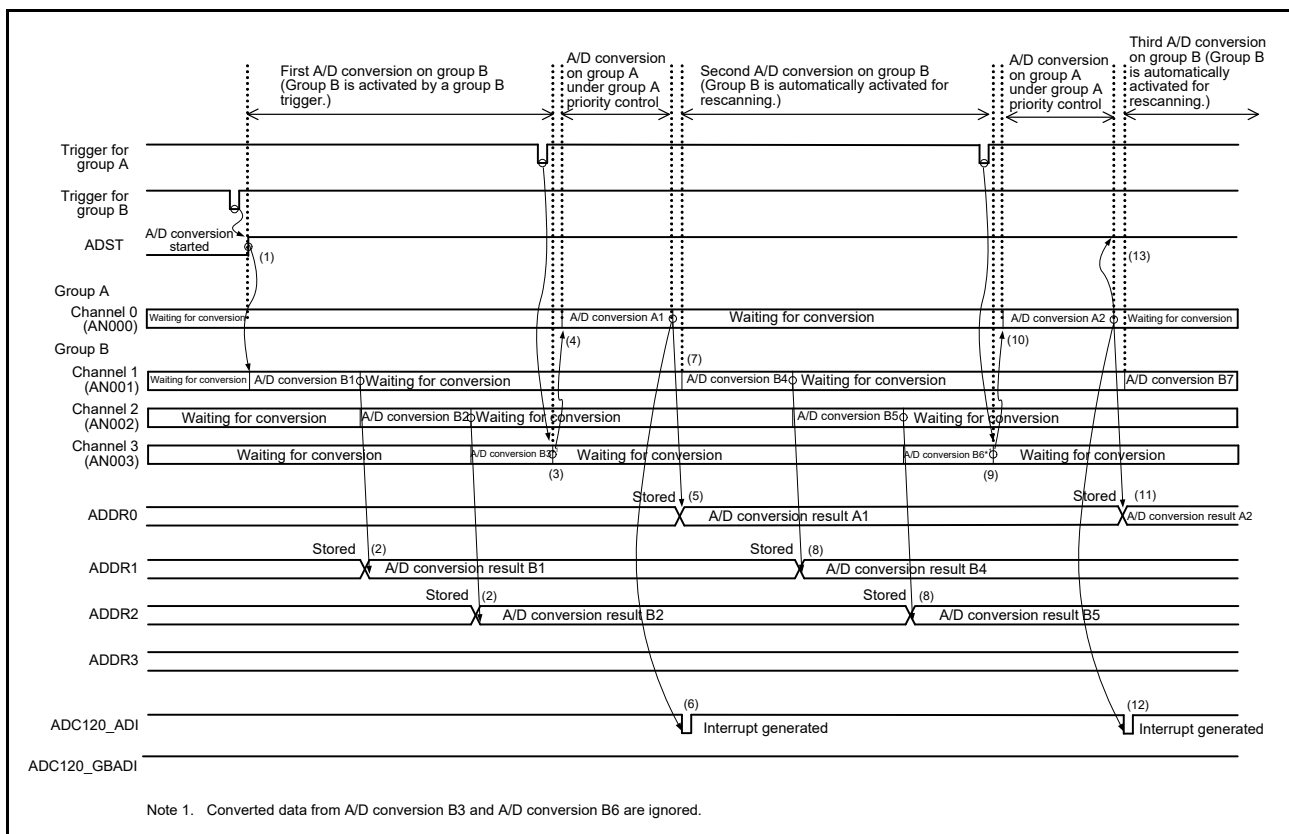 First A/D conversion on group B
(Group B is activated by a group B
trigger.)
A/D conversion
on group A
under group A
priority control
Second A/D conversion on group B
(Group B is automatically activated for
rescanning.)
A/D conversion
on group A
under group A
priority control
Third A/D conversion
on group B (Group B
is automatically
activated for
rescanning.)
Trigger for
group A
Trigger for
group B
ADST
A/D conversion
started
(1)
(13)
Group A
Channel 0
(AN000)
Waiting for conversion
A/D conversion A1
Waiting for conversion
A/D conversion A2
Waiting for conversion
(4)
(10)
Group B
(7)
Channel 1
(AN001)
Waiting for conversion
A/D conversion B1
Waiting for conversion
A/D conversion B4
Waiting for conversion
A/D conversion B7
Channel 2
(AN002)
Waiting for conversion
A/D conversion B2
Waiting for conversion
A/D conversion B5
Waiting for conversion
Channel 3
(AN003)
Waiting for conversion
A/D conversion B3
Waiting for conversion
A/D conversion B6*
Waiting for conversion
(3)
(9)
ADDR0
Stored
(5)
A/D conversion result A1
Stored
(11)
A/D conversion result A2
ADDR1
Stored
(2)
A/D conversion result B1
Stored
(8)
A/D conversion result B4
ADDR2
Stored
(2)
A/D conversion result B2
Stored
(8)
A/D conversion result B5
ADDR3
ADC120_ADI
(6)
Interrupt generated
(12)
Interrupt generated
ADC120_GBADI
Note 1. Converted data from A/D conversion B3 and A/D conversion B6 are ignored.